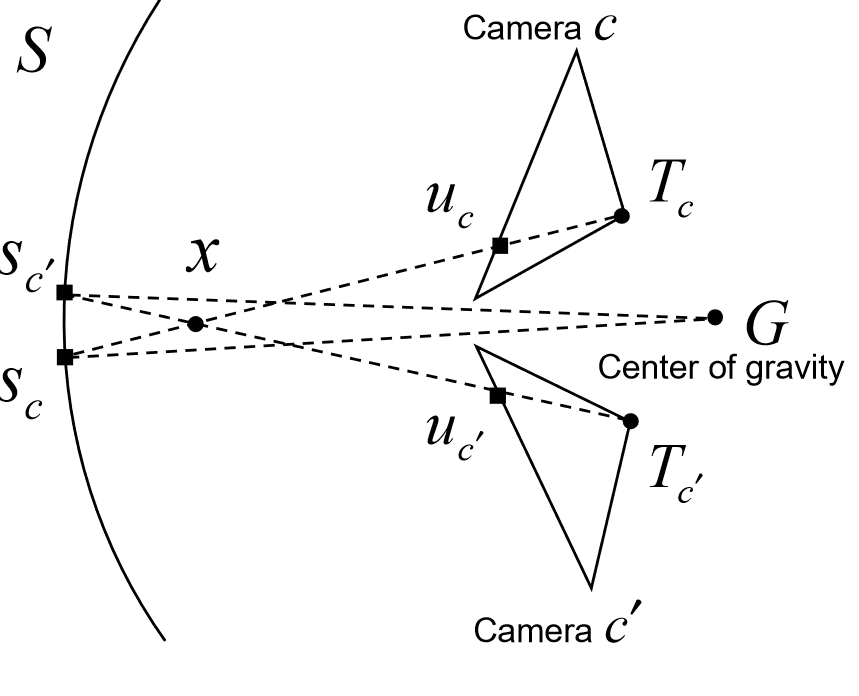 Camera c
S
T_c
u_c
s_c′
x
G
Center of gravity
s_c
u_c′
T_c′
Camera c′